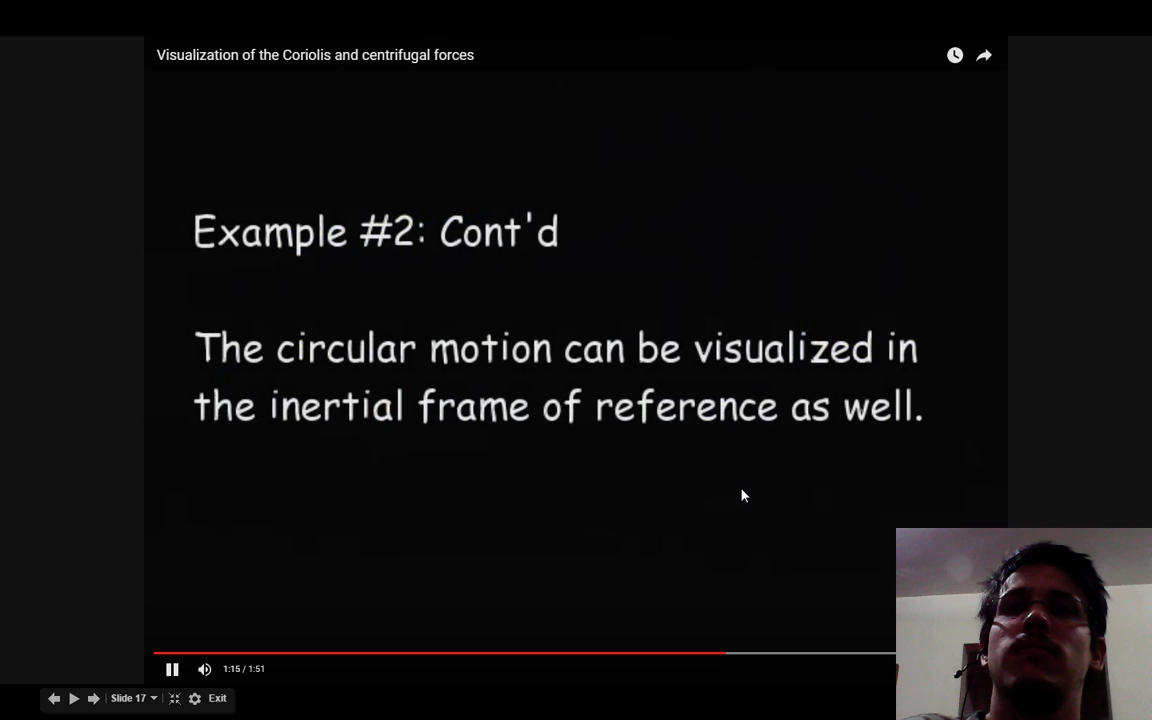 Visualization of the Coriolis and centrifugal forces
Example #2: Cont'd
The circular motion can be visualized in
the inertial frame of reference as well.
1:15 / 1:51
Slide 17
Exit